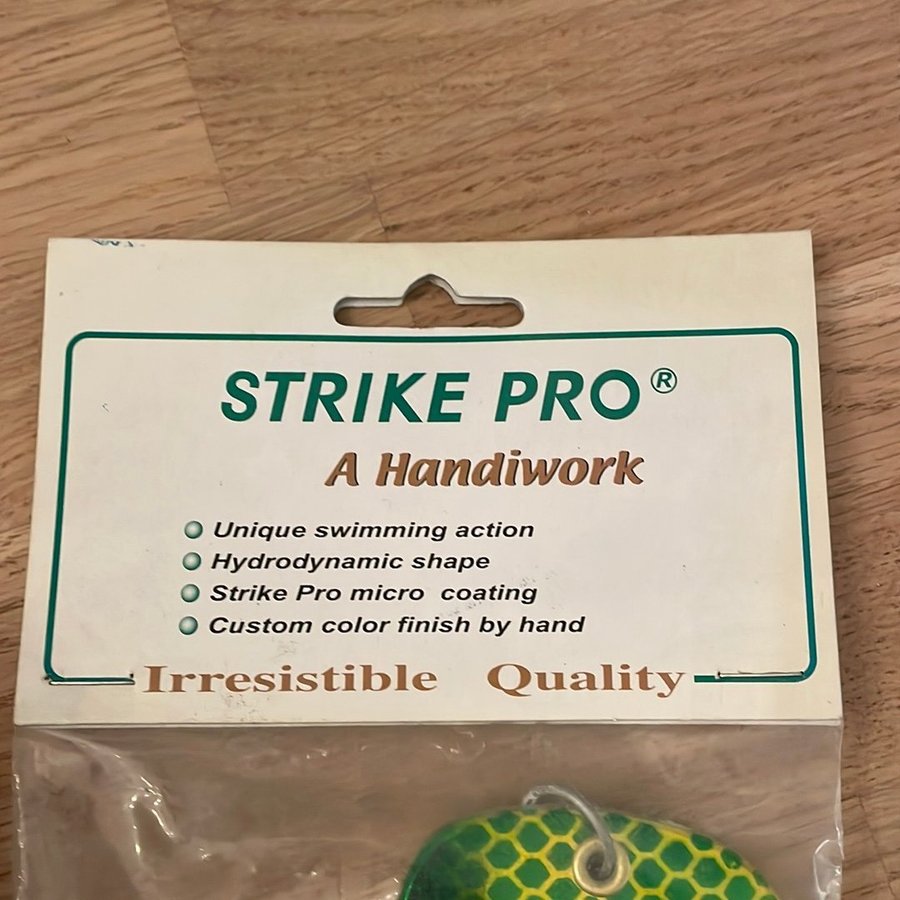 STRIKE PRO®
A Handiwork
Unique swimming action
Hydrodynamic shape
Strike Pro micro coating
Custom color finish by hand
Irresistible Quality